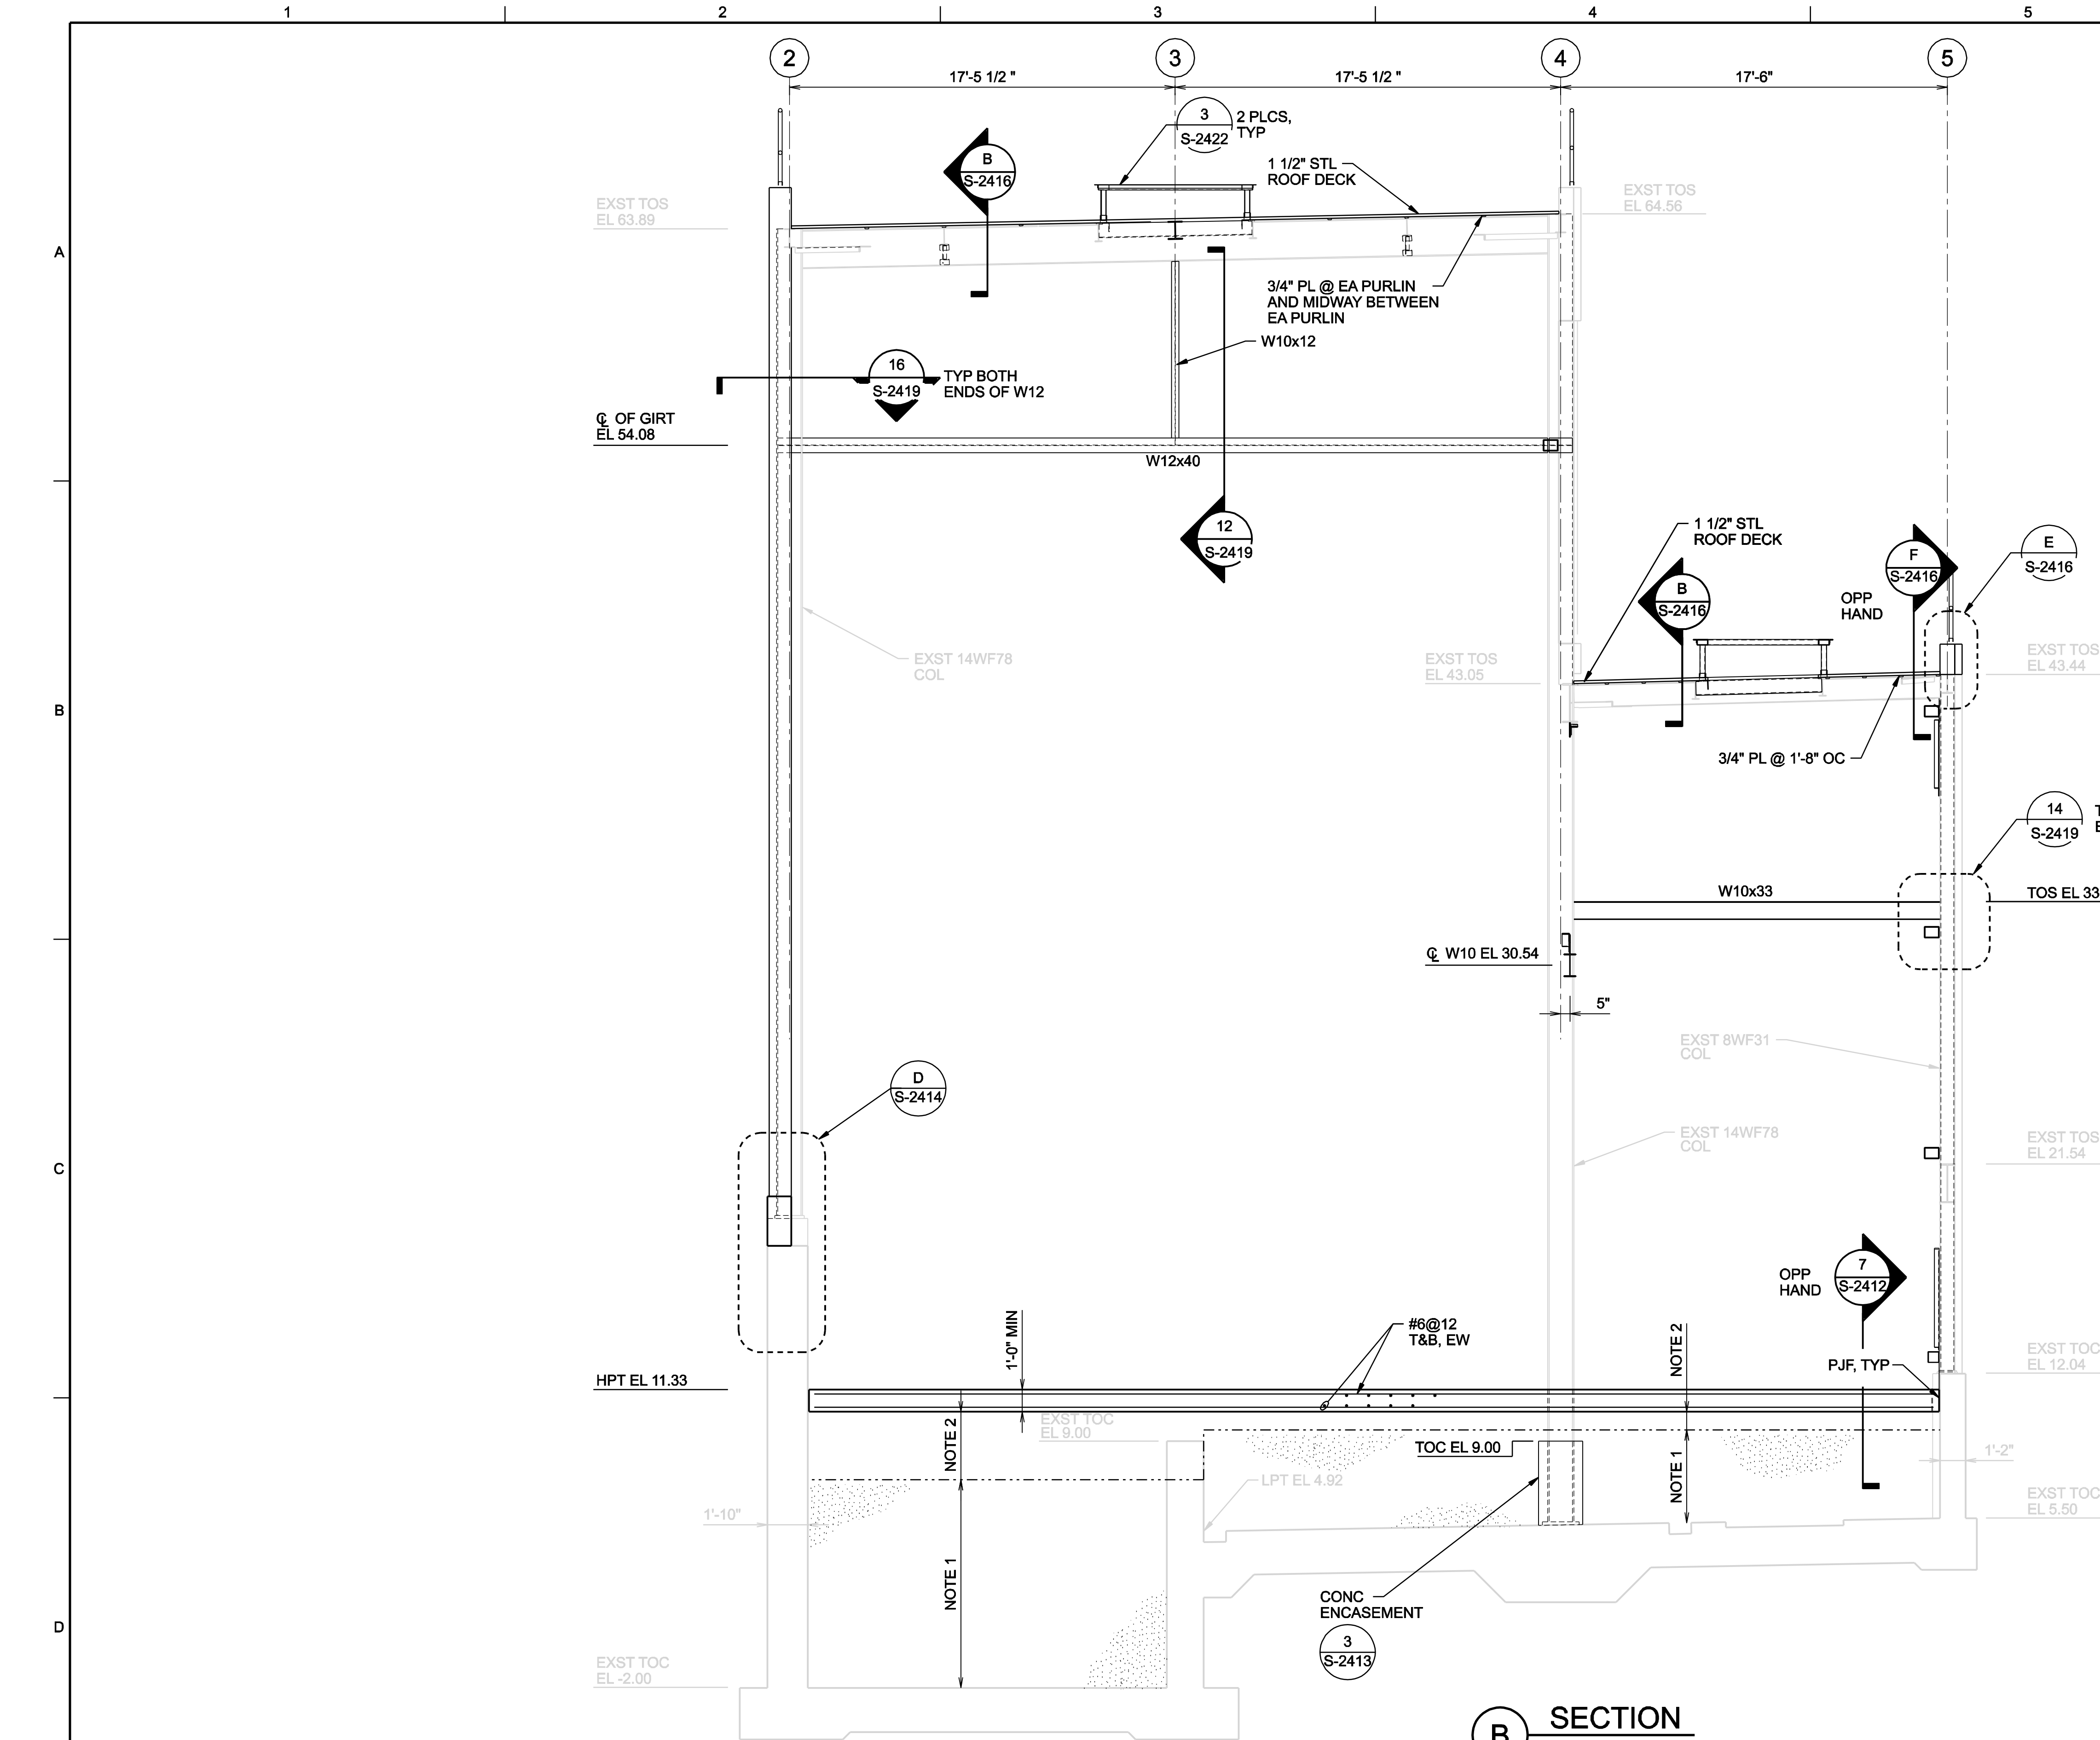 1
2
3
4
5
2
3
4
5
17'-5 1/2 "
17'-5 1/2 "
17'-6"
3
S-2422
2 PLCS,
TYP
B
S-2416
1 1/2" STL
ROOF DECK
EXST TOS
EL 63.89
EXST TOS
EL 64.56
A
3/4" PL @ EA PURLIN
AND MIDWAY BETWEEN
EA PURLIN
W10x12
16
S-2419
TYP BOTH
ENDS OF W12
℄ OF GIRT
EL 54.08
W12x40
12
S-2419
1 1/2" STL
ROOF DECK
F
S-2416
E
S-2416
B
S-2416
OPP
HAND
EXST 14WF78
COL
EXST TOS
EL 43.05
EXST TOS
EL 43.44
B
3/4" PL @ 1'-8" OC
14
S-2419
T
W10x33
TOS EL 33
℄ W10 EL 30.54
5"
EXST 8WF31
COL
D
S-2414
EXST 14WF78
COL
EXST TOS
EL 21.54
C
7
S-2412
OPP
HAND
#6@12
T&B, EW
1'-0" MIN
NOTE 2
PJF, TYP
EXST TOC
EL 12.04
HPT EL 11.33
NOTE 2
EXST TOC
EL 9.00
TOC EL 9.00
NOTE 1
1'-2"
LPT EL 4.92
1'-10"
EXST TOC
EL 5.50
NOTE 1
CONC
ENCASEMENT
3
S-2413
D
EXST TOC
EL -2.00
B
SECTION